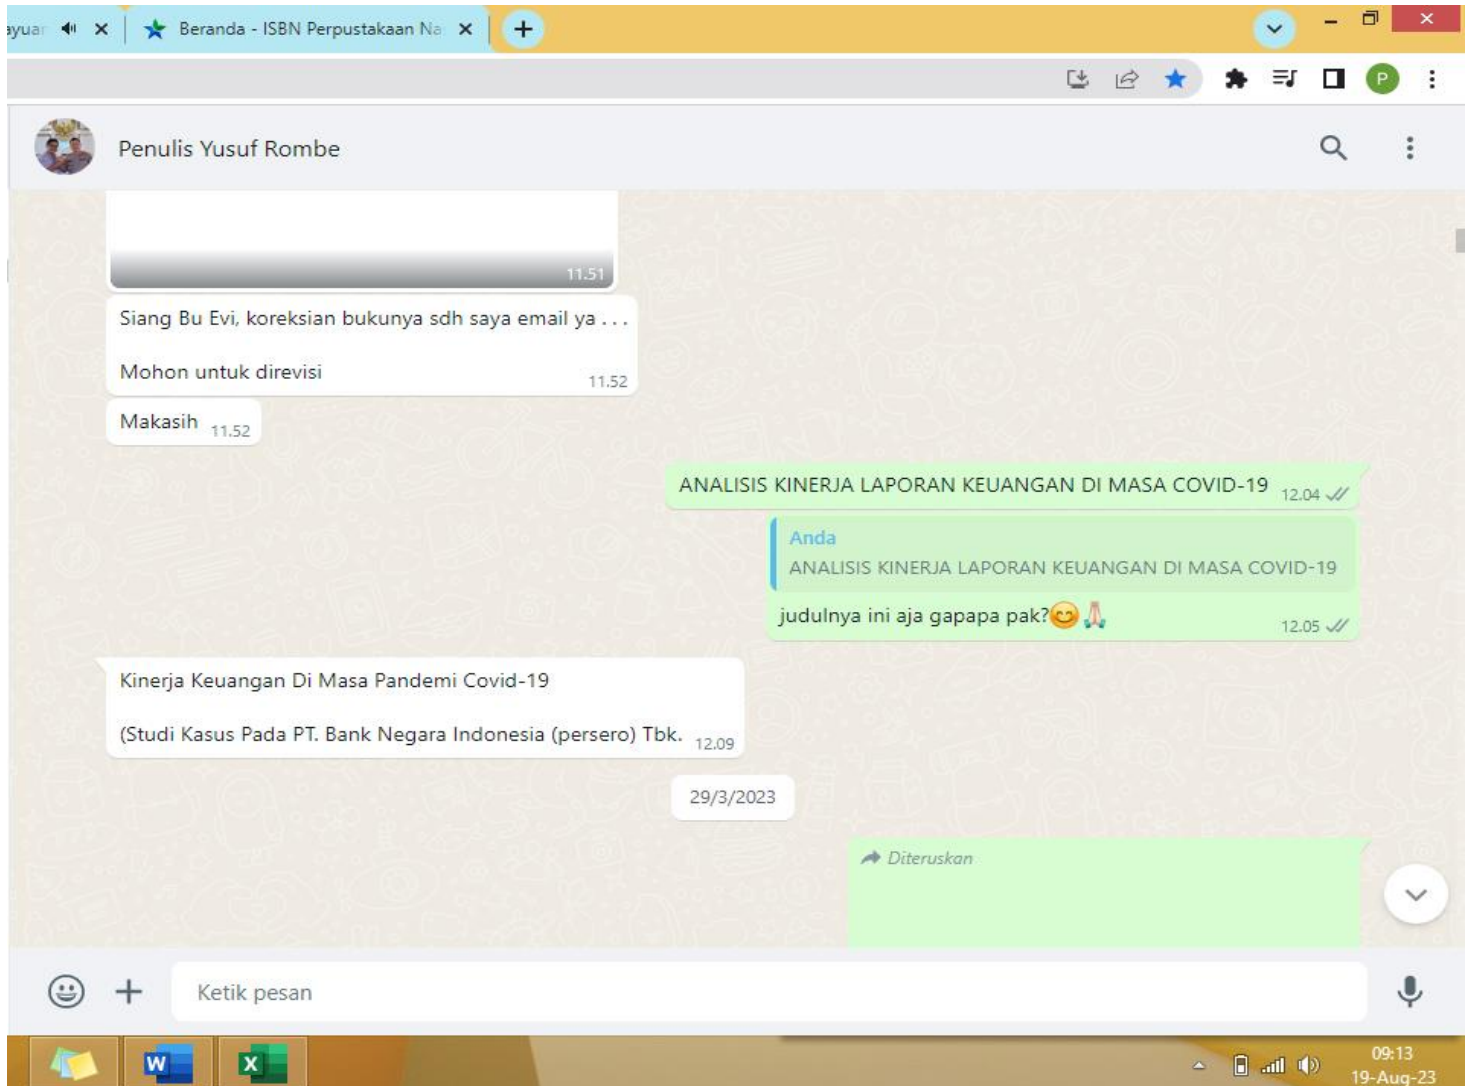 Beranda - ISBN Perpustakaan Na
P
Penulis Yusuf Rombe
11.51
Siang Bu Evi, koreksian bukunya sdh saya email ya . . .
Mohon untuk direvisi
11.52
Makasih 11.52
ANALISIS KINERJA LAPORAN KEUANGAN DI MASA COVID-19 12.04
Anda
ANALISIS KINERJA LAPORAN KEUANGAN DI MASA COVID-19
judulnya ini aja gapapa pak?😊🙏
12.05
Kinerja Keuangan Di Masa Pandemi Covid-19
(Studi Kasus Pada PT. Bank Negara Indonesia (persero) Tbk. 12.09
29/3/2023
Diteruskan
Ketik pesan
W
X
09:13
19-Aug-23